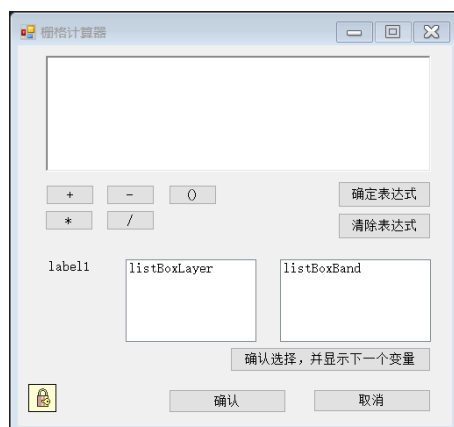 栅格计算器
+ - ()
确定表达式
* /
清除表达式
label1
listBoxLayer
listBoxBand
确认选择，并显示下一个变量
确认 取消